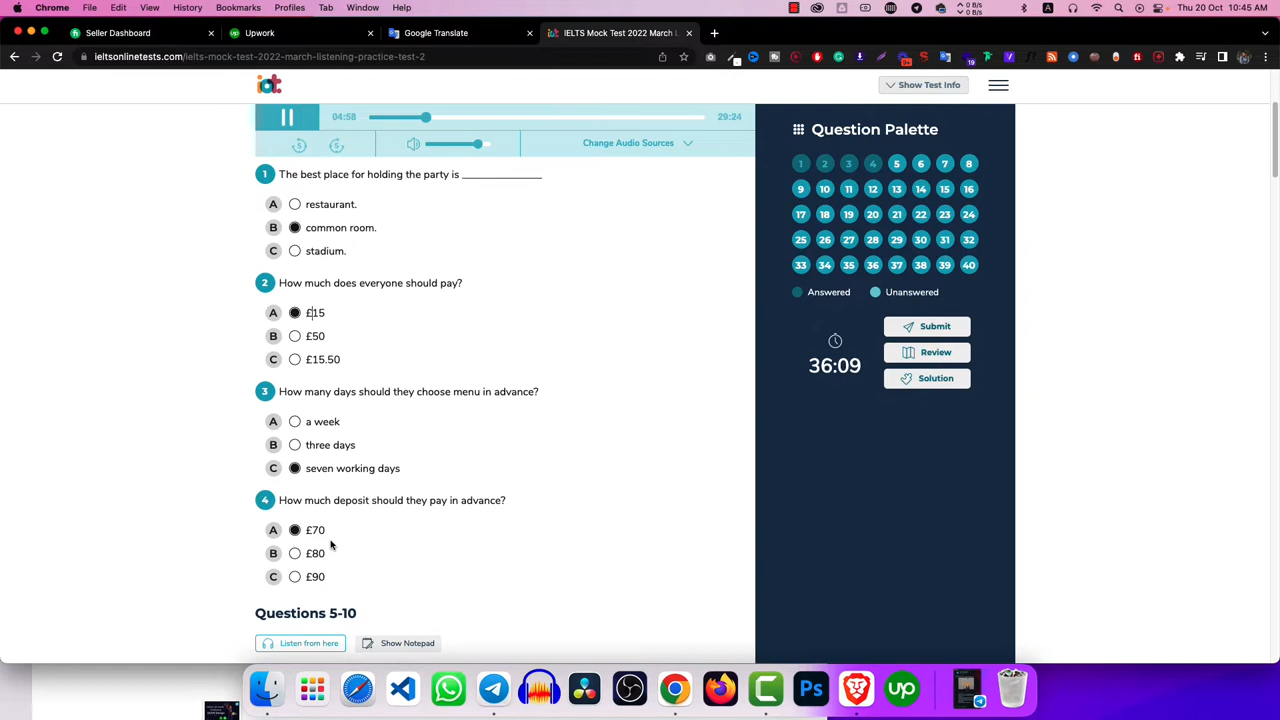 Chrome File Edit View History Bookmarks Profiles Tab Window Help
0 B/s
0 B/s
A
Thu 20 Oct 10:45 AM
Seller Dashboard
Upwork
Google Translate
IELTS Mock Test 2022 March L
ieltsonlinetests.com/ielts-mock-test-2022-march-listening-practice-test-2
iot
Show Test Info
04:58
29:24
5
5
Change Audio Sources
1 The best place for holding the party is _______________
A restaurant.
B common room.
C stadium.
2 How much does everyone should pay?
A £15
B £50
C £15.50
3 How many days should they choose menu in advance?
A a week
B three days
C seven working days
4 How much deposit should they pay in advance?
A £70
B £80
C £90
Questions 5-10
Listen from here
Show Notepad
Question Palette
1 2 3 4 5 6 7 8
9 10 11 12 13 14 15 16
17 18 19 20 21 22 23 24
25 26 27 28 29 30 31 32
33 34 35 36 37 38 39 40
Answered
Unanswered
36:09
Submit
Review
Solution
Ps
up